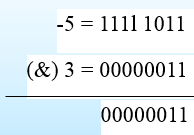 -5 = 1111 1011
(&) 3 = 00000011
00000011